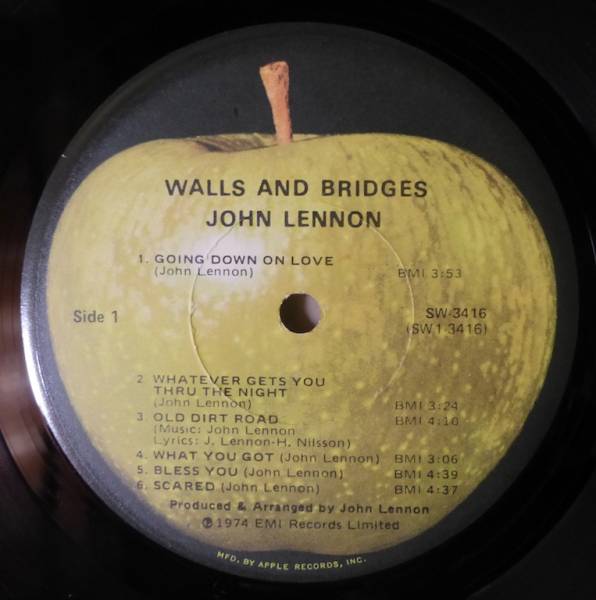 WALLS AND BRIDGES
JOHN LENNON
1. GOING DOWN ON LOVE
(John Lennon) BMI 3:53
Side 1 SW-3416
(SW1-3416)
2. WHATEVER GETS YOU
THRU THE NIGHT
(John Lennon) BMI 3:24
3. OLD DIRT ROAD BMI 4:10
(Music: John Lennon
Lyrics: J. Lennon-H. Nilsson)
4. WHAT YOU GOT (John Lennon) BMI 3:06
5. BLESS YOU (John Lennon) BMI 4:39
6. SCARED (John Lennon) BMI 4:37
Produced & Arranged by John Lennon
℗1974 EMI Records Limited
MFD. BY APPLE RECORDS, INC.